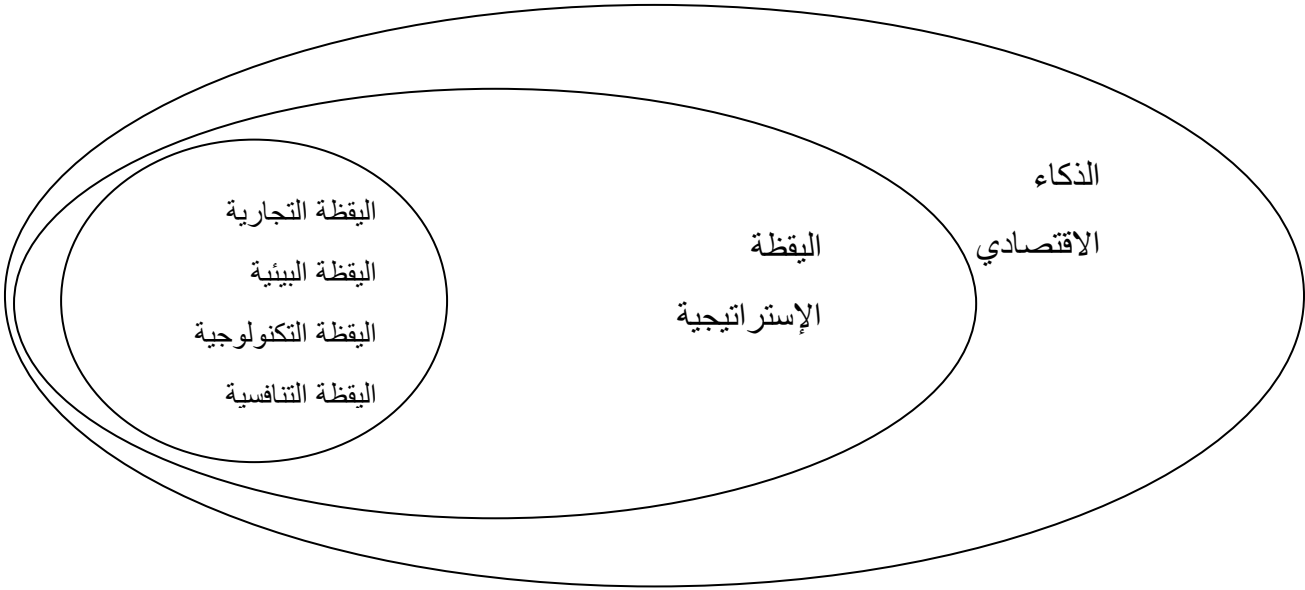 الذكاء
الاقتصادي
اليقظة
الإستراتيجية
اليقظة التجارية
اليقظة البيئية
اليقظة التكنولوجية
اليقظة التنافسية